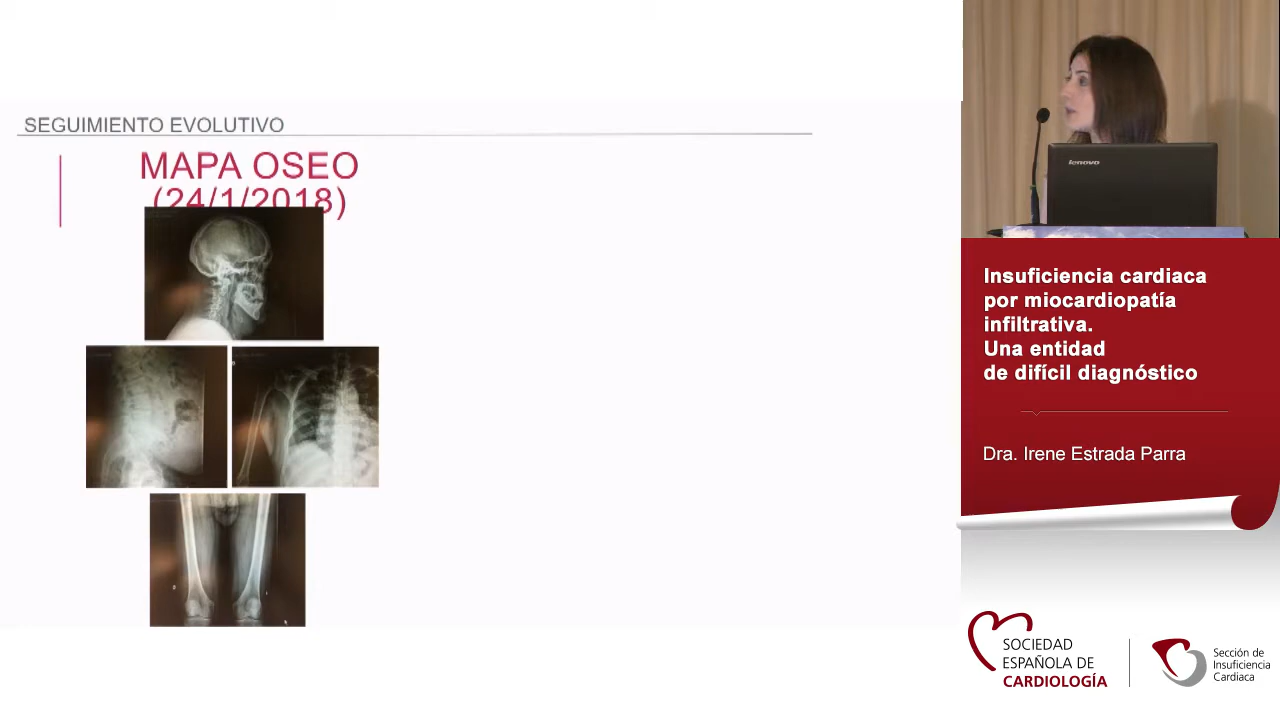 SEGUIMIENTO EVOLUTIVO
MAPA OSEO
(24/1/2018)
lenovo
Insuficiencia cardiaca
por miocardiopatía
infiltrativa.
Una entidad
de difícil diagnóstico
Dra. Irene Estrada Parra
SOCIEDAD
ESPAÑOLA DE
CARDIOLOGÍA
Sección de
Insuficiencia
Cardiaca